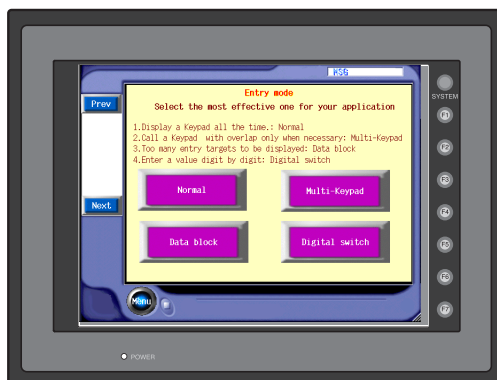 MSG
Entry mode
Select the most effective one for your application
1.Display a Keypad all the time.: Normal
2.Call a Keypad with overlap only when necessary: Multi-Keypad
3.Too many entry targets to be displayed: Data block
4.Enter a value digit by digit: Digital switch
Prev
Next
Normal
Multi-Keypad
Data block
Digital switch
Menu
SYSTEM
F1
F2
F3
F4
F5
F6
F7
POWER